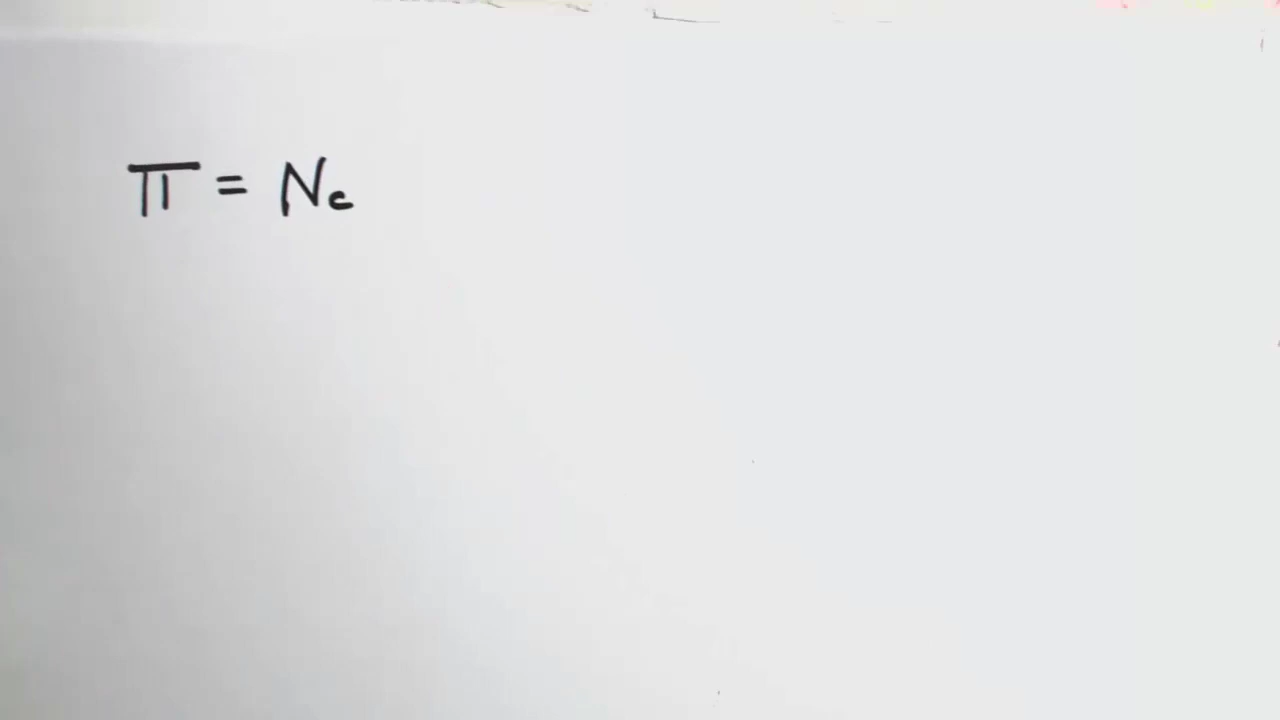 π = Nc